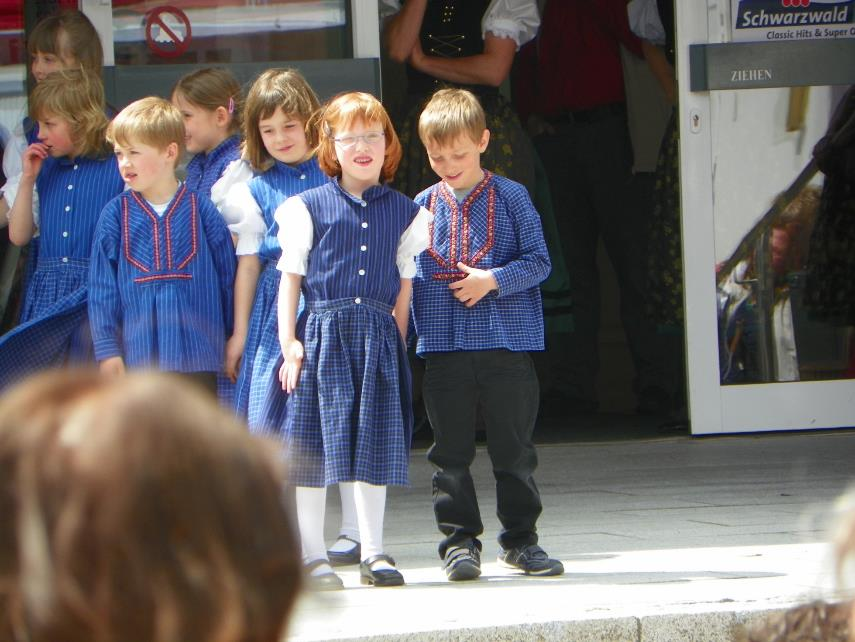 Schwarzwald
Classic Hits & Super O
ZIEHEN